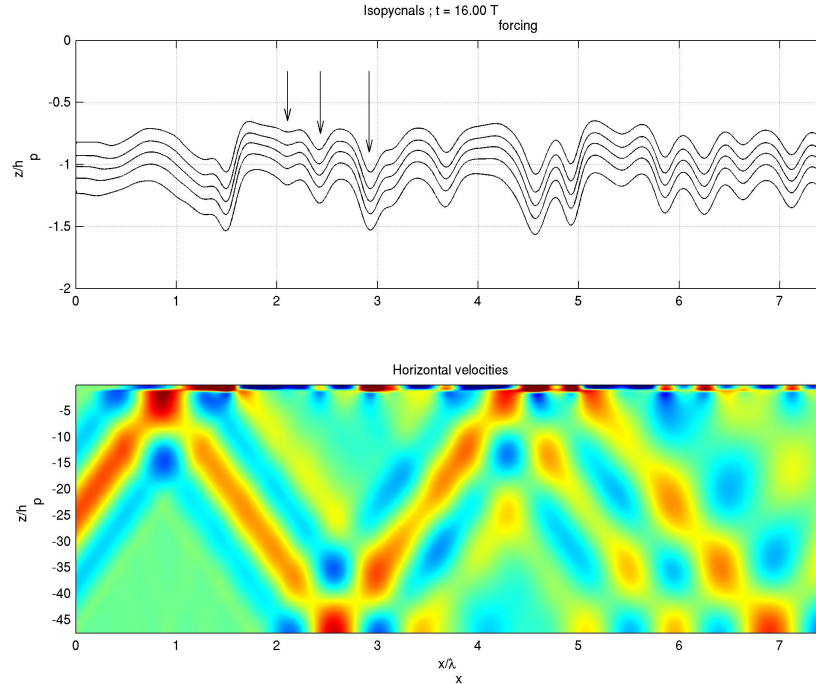 Isopycnals ; t = 16.00 T
forcing
0
-0.5
-1
-1.5
-2
z/h
p
0 1 2 3 4 5 6 7
Horizontal velocities
-5
-10
-15
-20
-25
-30
-35
-40
-45
z/h
p
0 1 2 3 4 5 6 7
x/λ
x